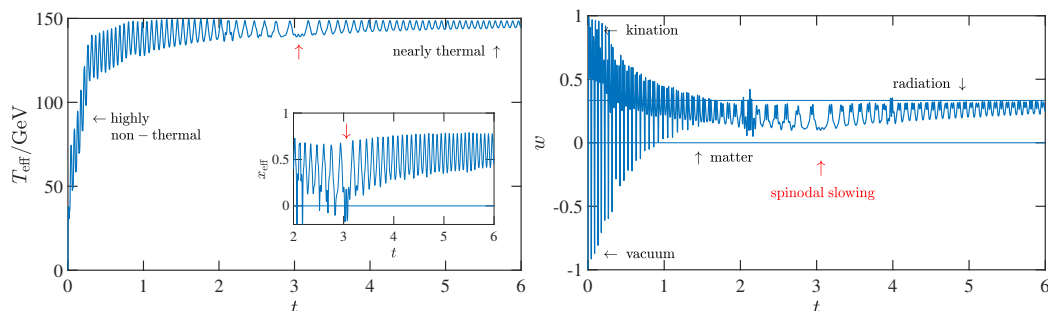 150
100
50
0
T_eff/GeV
← highly
non − thermal
↑
nearly thermal ↑
1
0.5
0
x_eff
↓
2 3 4 5 6
t
0 1 2 3 4 5 6
t
1
0.5
0
-0.5
-1
w
← kination
radiation ↓
↑ matter
↑
spinodal slowing
← vacuum
0 1 2 3 4 5 6
t